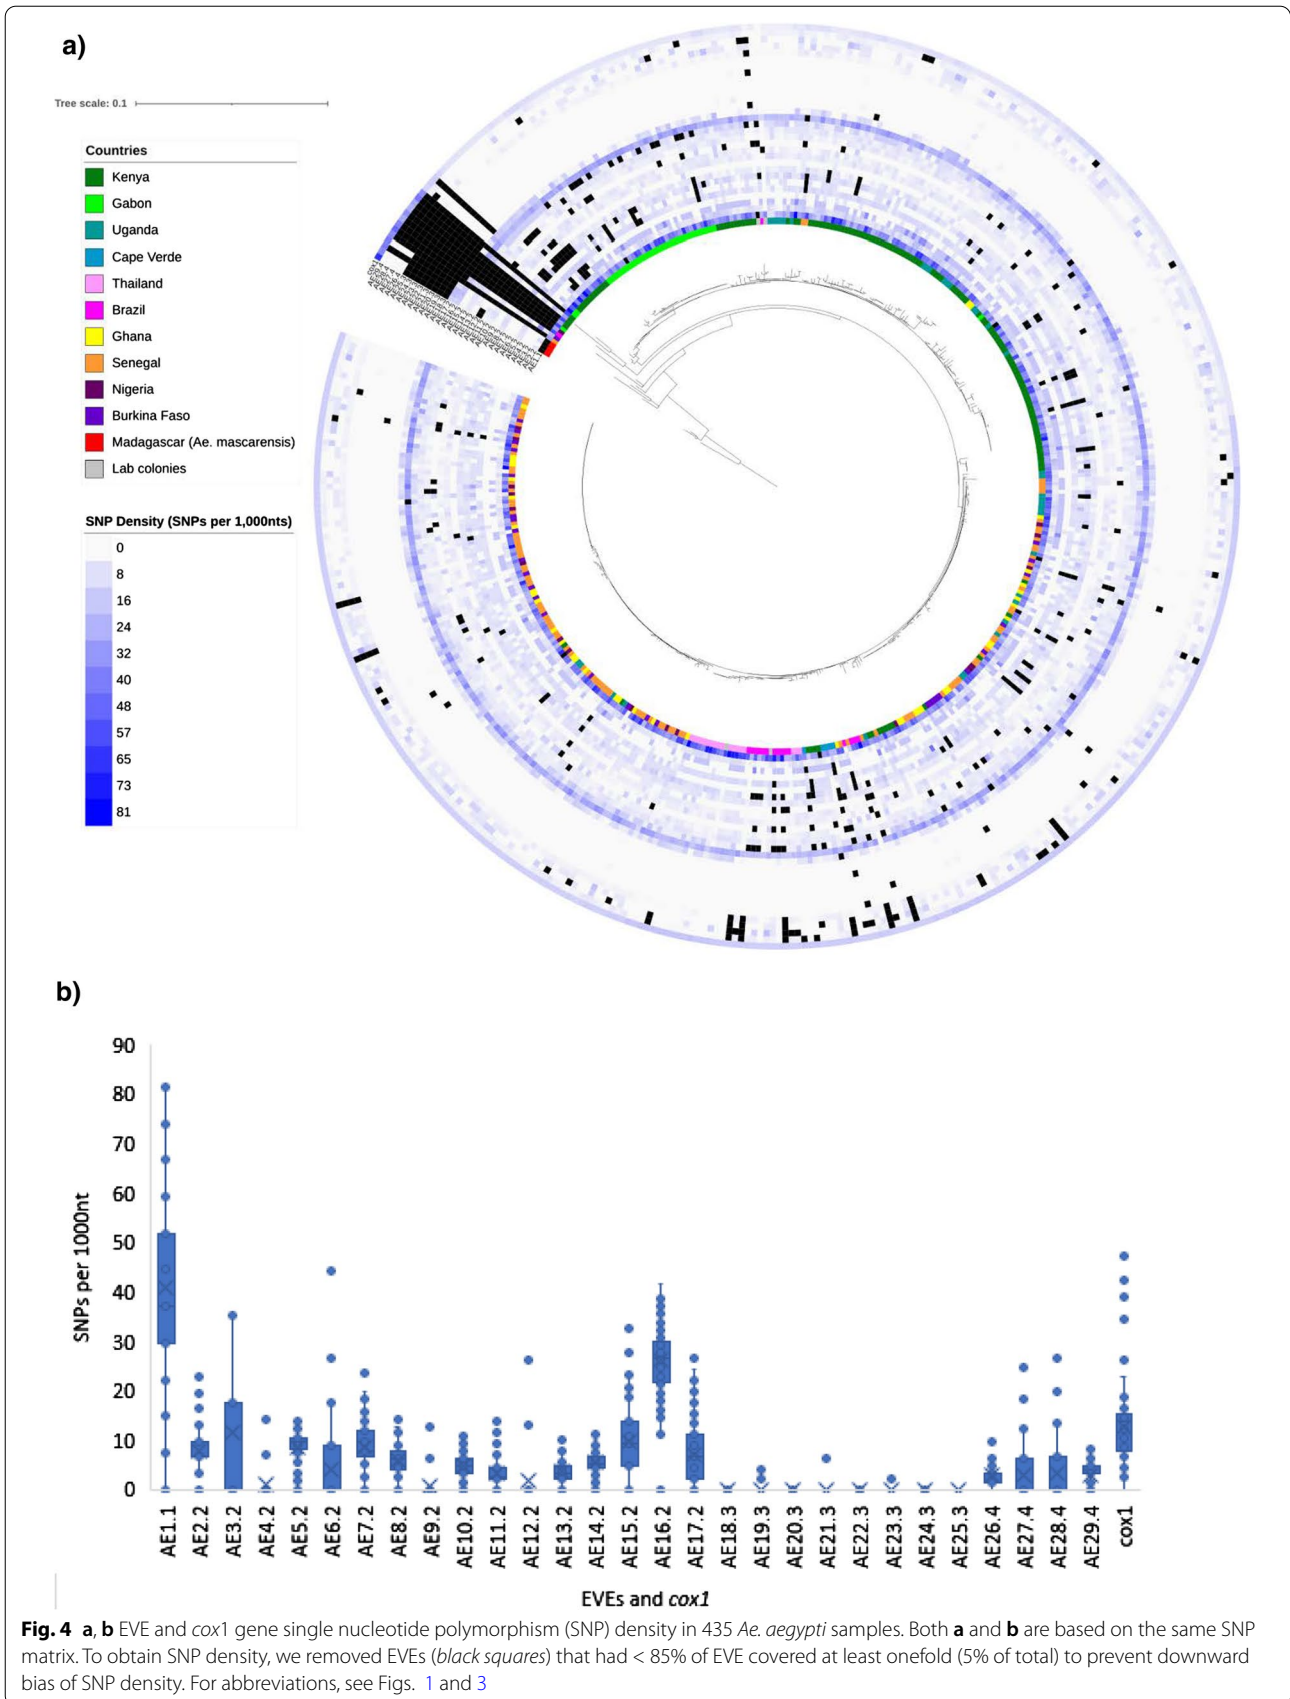 a)
Tree scale: 0.1
Countries
Kenya
Gabon
Uganda
Cape Verde
Thailand
Brazil
Ghana
Senegal
Nigeria
Burkina Faso
Madagascar (Ae. mascarensis)
Lab colonies
SNP Density (SNPs per 1,000nts)
0
8
16
24
32
40
48
57
65
73
81
b)
90
80
70
60
50
40
30
20
10
0
SNPs per 1000nt
AE1.1
AE2.2
AE3.2
AE4.2
AE5.2
AE6.2
AE7.2
AE8.2
AE9.2
AE10.2
AE11.2
AE12.2
AE13.2
AE14.2
AE15.2
AE16.2
AE17.2
AE18.3
AE19.3
AE20.3
AE21.3
AE22.3
AE23.3
AE24.3
AE25.3
AE26.4
AE27.4
AE28.4
AE29.4
cox1
EVEs and cox1
Fig. 4 a, b EVE and cox1 gene single nucleotide polymorphism (SNP) density in 435 Ae. aegypti samples. Both a and b are based on the same SNP
matrix. To obtain SNP density, we removed EVEs (black squares) that had < 85% of EVE covered at least onefold (5% of total) to prevent downward
bias of SNP density. For abbreviations, see Figs. 1 and 3